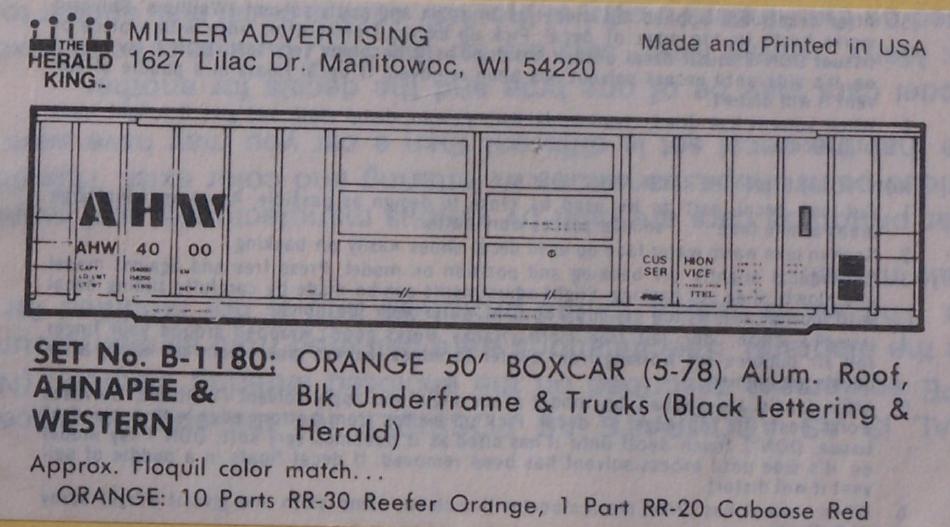 THE HERALD KING
MILLER ADVERTISING
1627 Lilac Dr. Manitowoc, WI 54220
Made and Printed in USA
AHW
AHW 40 00
CAPY
CUS HION
SER VICE
FMC ITEL
SET No. B-1180: ORANGE 50' BOXCAR (5-78) Alum. Roof,
AHNAPEE & Blk Underframe & Trucks (Black Lettering &
WESTERN Herald)
Approx. Floquil color match...
ORANGE: 10 Parts RR-30 Reefer Orange, 1 Part RR-20 Caboose Red